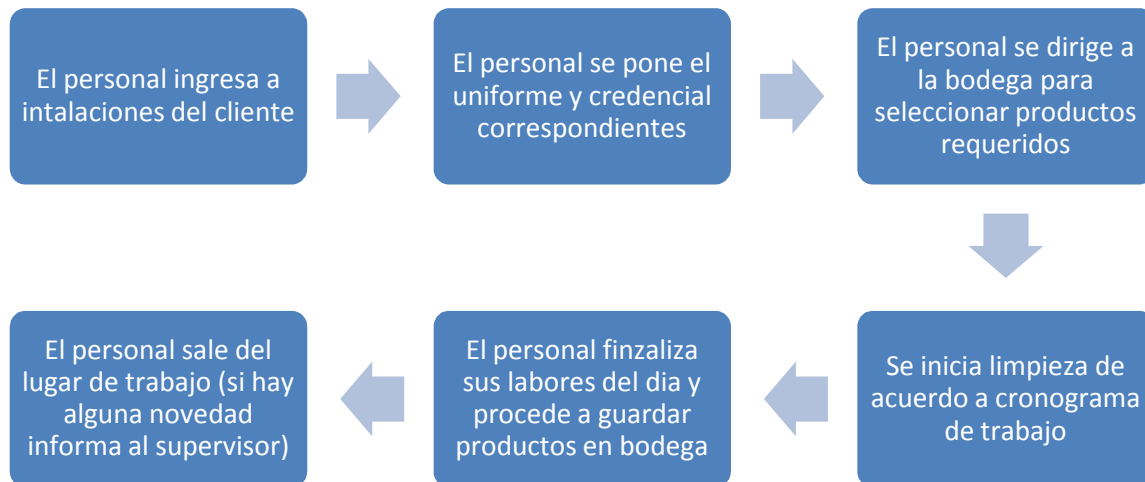 El personal ingresa a
intalaciones del cliente
El personal se pone el
uniforme y credencial
correspondientes
El personal se dirige a
la bodega para
seleccionar productos
requeridos
Se inicia limpieza de
acuerdo a cronograma
de trabajo
El personal finzaliza
sus labores del dia y
procede a guardar
productos en bodega
El personal sale del
lugar de trabajo (si hay
alguna novedad
informa al supervisor)